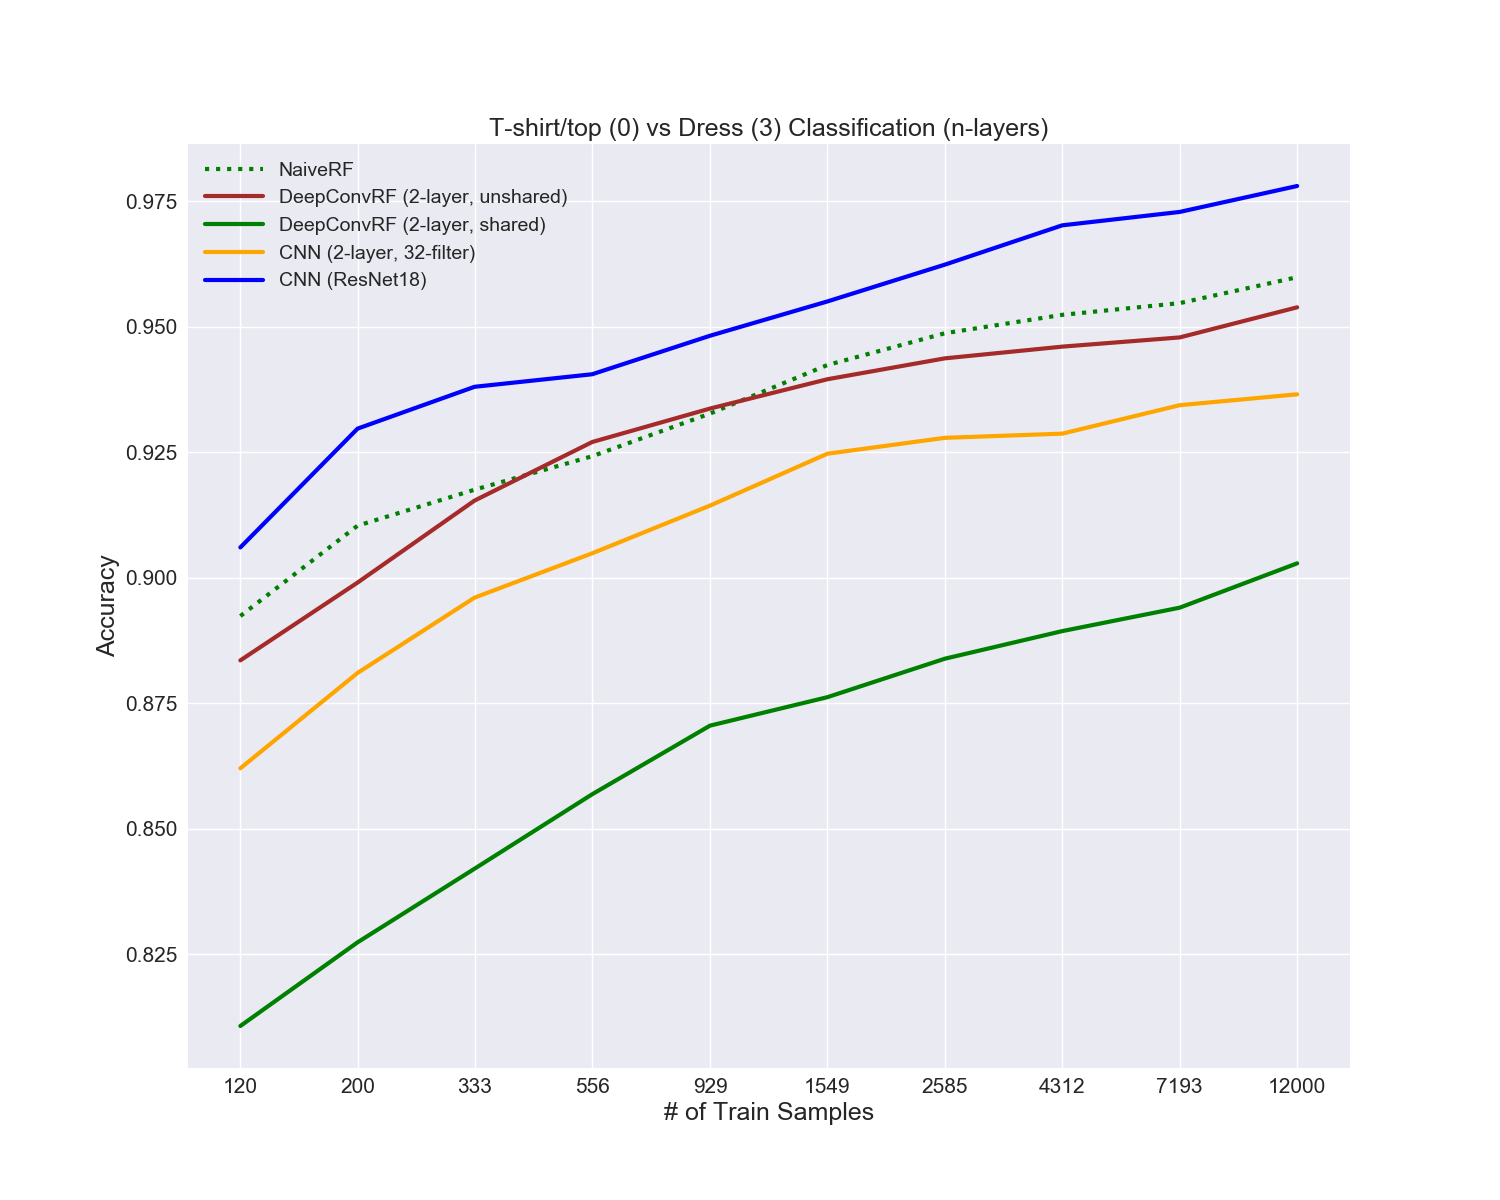 T-shirt/top (0) vs Dress (3) Classification (n-layers)
NaiveRF
DeepConvRF (2-layer, unshared)
DeepConvRF (2-layer, shared)
CNN (2-layer, 32-filter)
CNN (ResNet18)
0.975
0.950
0.925
0.900
0.875
0.850
0.825
Accuracy
120 200 333 556 929 1549 2585 4312 7193 12000
# of Train Samples